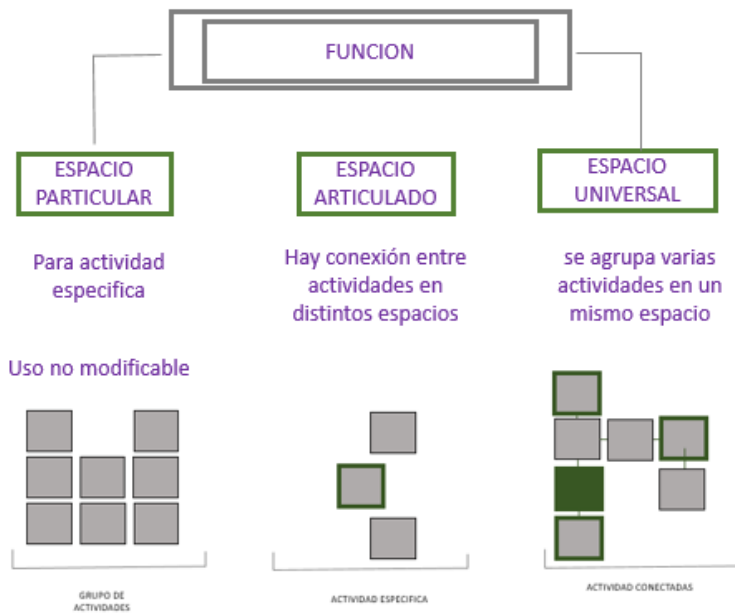 FUNCION
ESPACIO
PARTICULAR
ESPACIO
ARTICULADO
ESPACIO
UNIVERSAL
Para actividad
especifica
Hay conexión entre
actividades en
distintos espacios
se agrupa varias
actividades en un
mismo espacio
Uso no modificable
GRUPO DE
ACTIVIDADES
ACTIVIDAD ESPECIFICA
ACTIVIDAD CONECTADAS